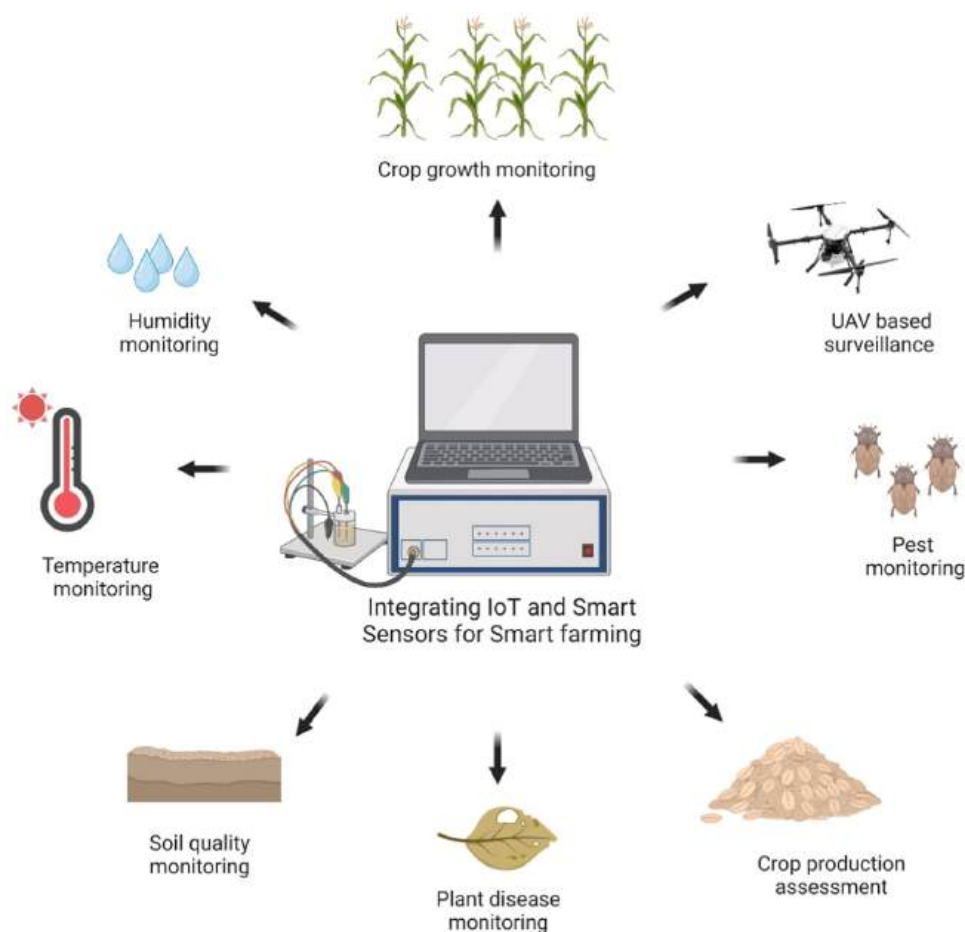 Crop growth monitoring
Humidity
monitoring
UAV based
surveillance
Temperature
monitoring
Pest
monitoring
Integrating IoT and Smart
Sensors for Smart farming
Soil quality
monitoring
Plant disease
monitoring
Crop production
assessment